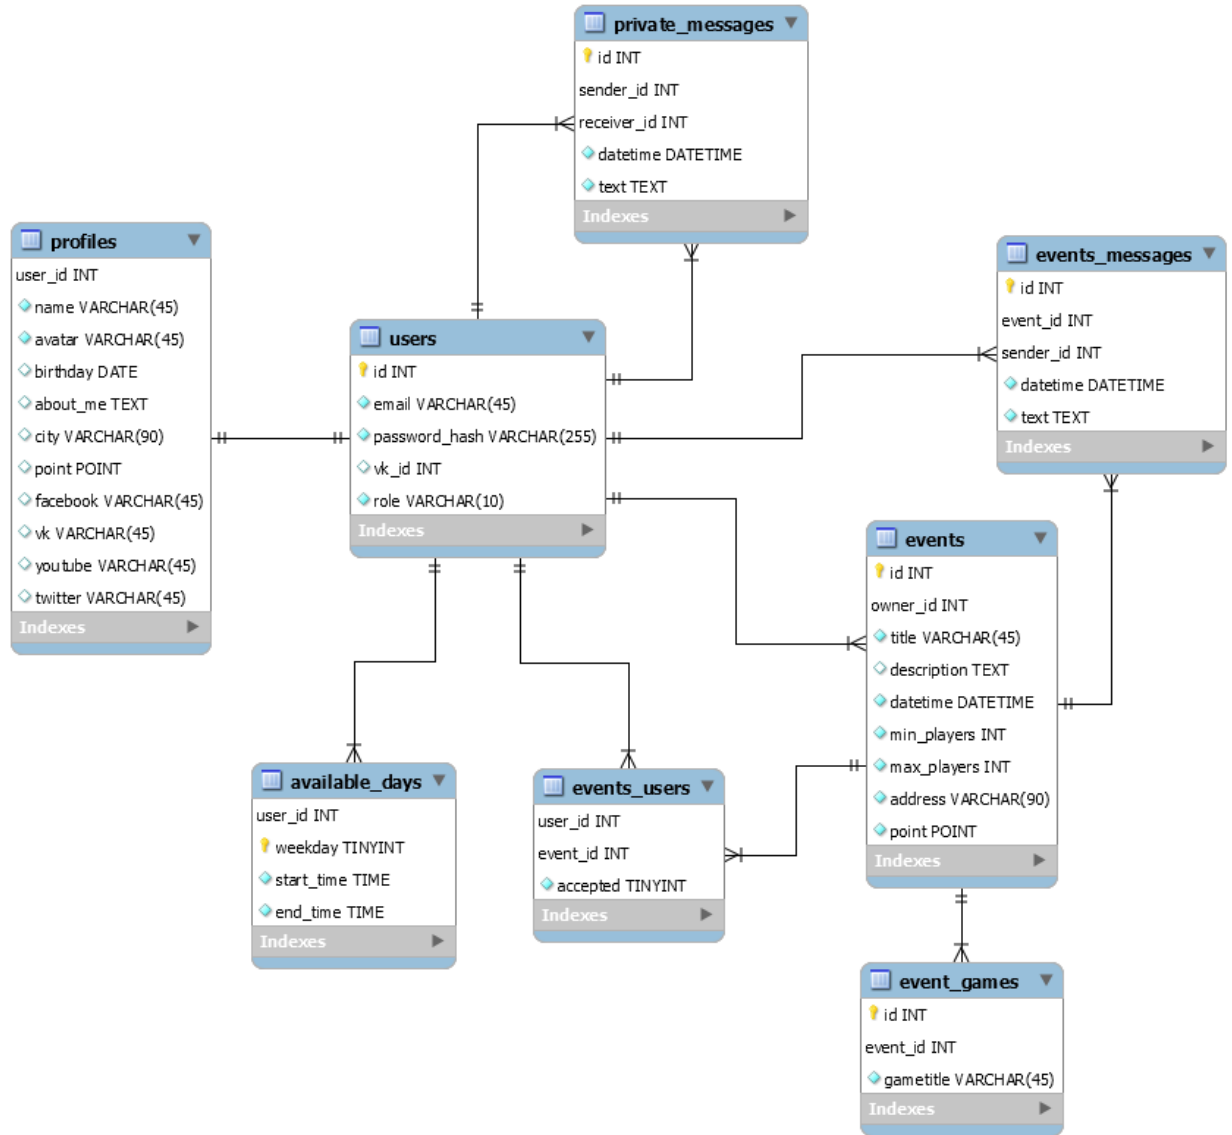 private_messages
id INT
sender_id INT
receiver_id INT
datetime DATETIME
text TEXT
Indexes
profiles
user_id INT
name VARCHAR(45)
avatar VARCHAR(45)
birthday DATE
about_me TEXT
city VARCHAR(90)
point POINT
facebook VARCHAR(45)
vk VARCHAR(45)
youtube VARCHAR(45)
twitter VARCHAR(45)
Indexes
users
id INT
email VARCHAR(45)
password_hash VARCHAR(255)
vk_id INT
role VARCHAR(10)
Indexes
events_messages
id INT
event_id INT
sender_id INT
datetime DATETIME
text TEXT
Indexes
events
id INT
owner_id INT
title VARCHAR(45)
description TEXT
datetime DATETIME
min_players INT
max_players INT
address VARCHAR(90)
point POINT
Indexes
available_days
user_id INT
weekday TINYINT
start_time TIME
end_time TIME
Indexes
events_users
user_id INT
event_id INT
accepted TINYINT
Indexes
event_games
id INT
event_id INT
gametitle VARCHAR(45)
Indexes